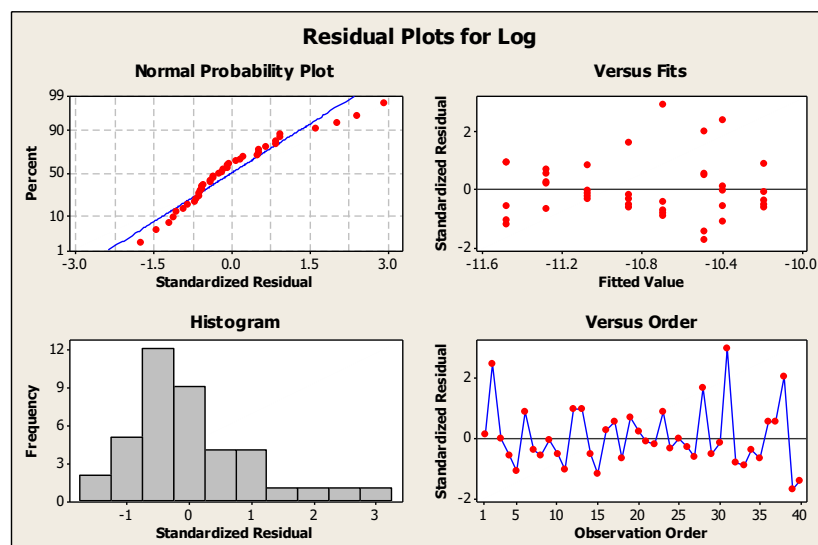 Residual Plots for Log
Normal Probability Plot
99
90
50
10
1
Percent
-3.0 -1.5 0.0 1.5 3.0
Standardized Residual
Versus Fits
2
0
-2
Standardized Residual
-11.6 -11.2 -10.8 -10.4 -10.0
Fitted Value
Histogram
12
9
6
3
0
Frequency
-1 0 1 2 3
Standardized Residual
Versus Order
2
0
-2
Standardized Residual
1 5 10 15 20 25 30 35 40
Observation Order